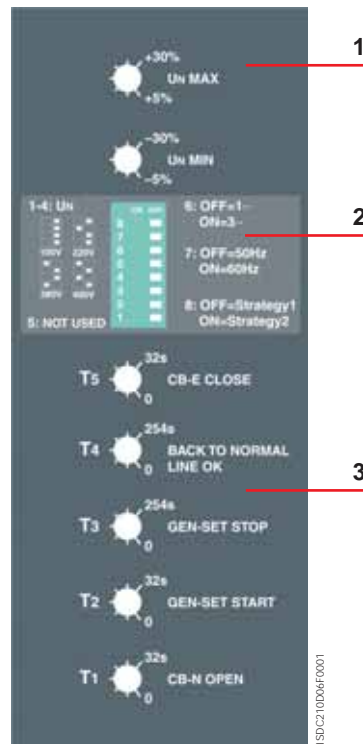 1
+30%
UN MAX
+5%
–30%
UN MIN
–5%
2
1-4: UN
ON
8
7
6
5
4
3
2
1
100V
220V
380V
400V
5: NOT USED
6: OFF=1~
ON=3~
7: OFF=50Hz
ON=60Hz
8: OFF=Strategy1
ON=Strategy2
32s
T5
CB-E CLOSE
0
254s
T4
BACK TO NORMAL
LINE OK
0
3
254s
T3
GEN-SET STOP
0
32s
T2
GEN-SET START
0
32s
T1
CB-N OPEN
0
1SDC210D06F0001